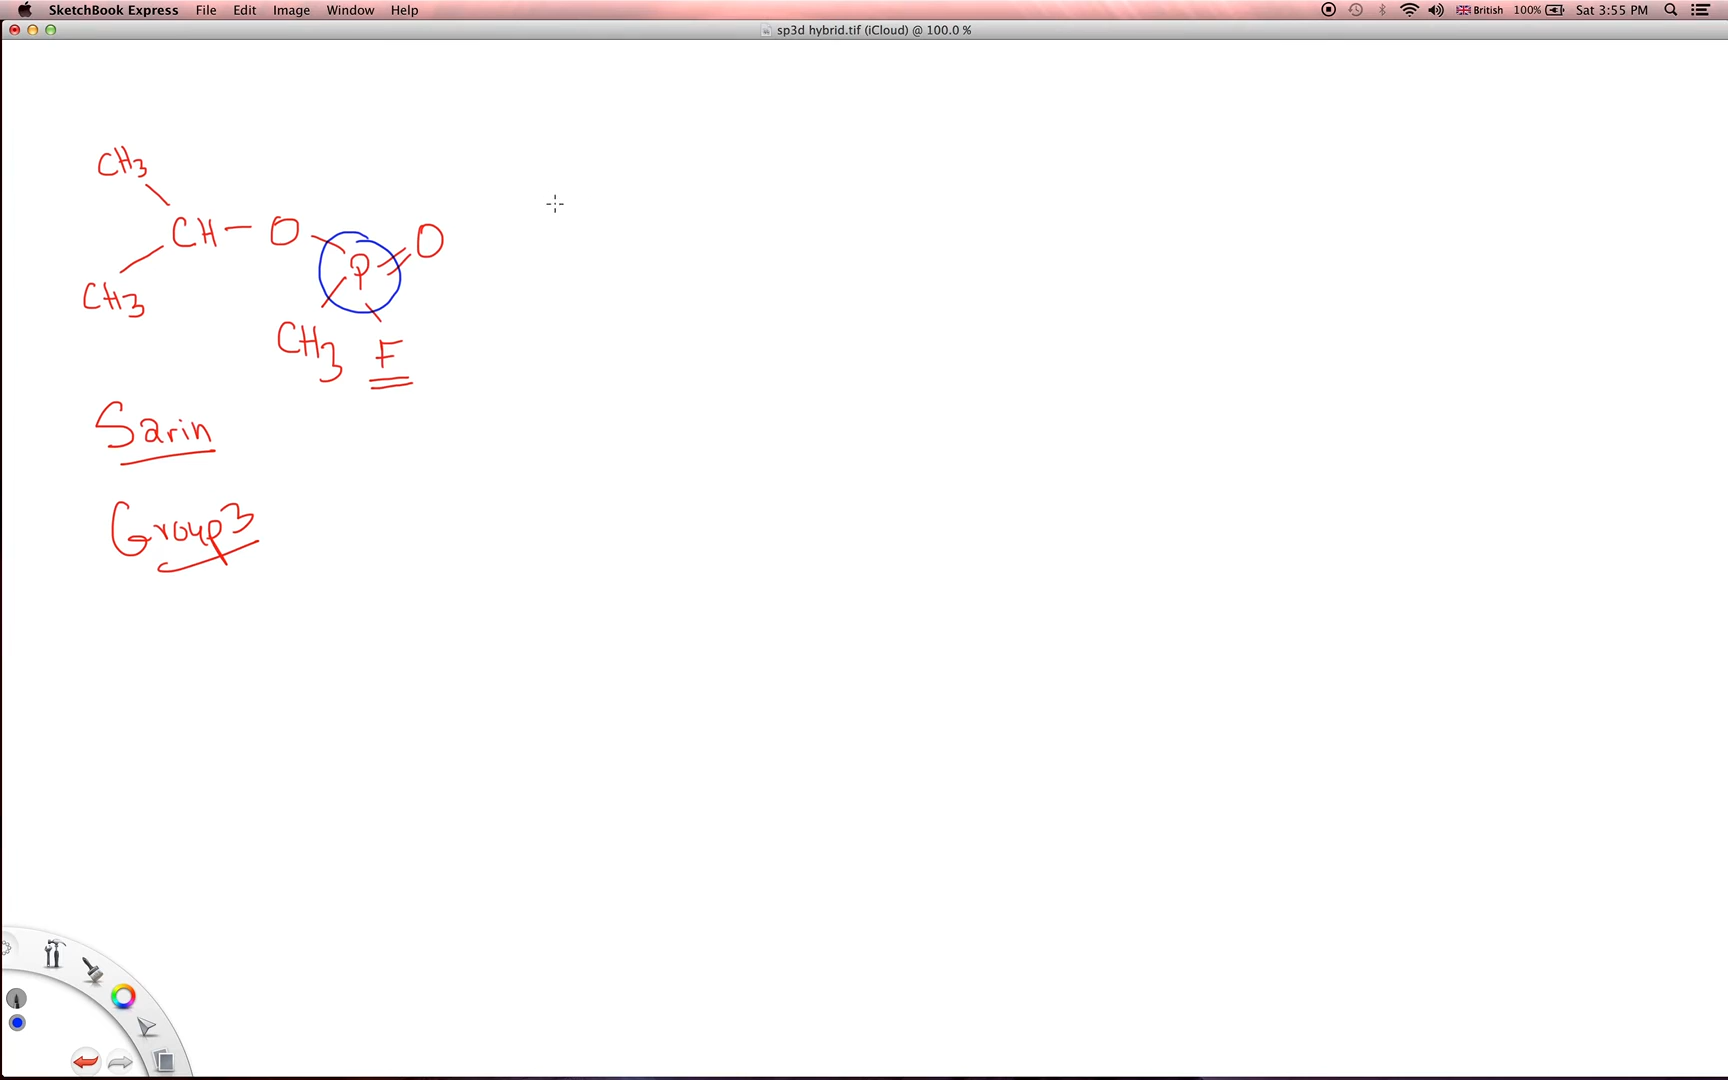 SketchBook Express File Edit Image Window Help British 100% Sat 3:55 PM
sp3d hybrid.tif (iCloud) @ 100.0 %
CH3
CH – O P = O
CH3
CH3 F
Sarin
Group3